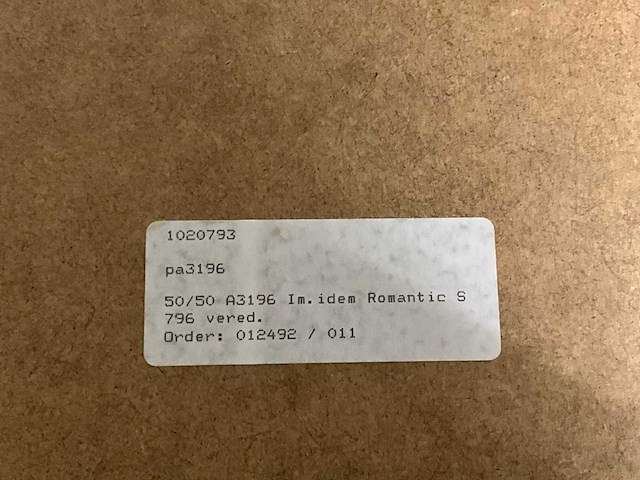 1020793
pa3196
50/50 A3196 Im.idem Romantic S
796 vered.
Order: 012492 / 011